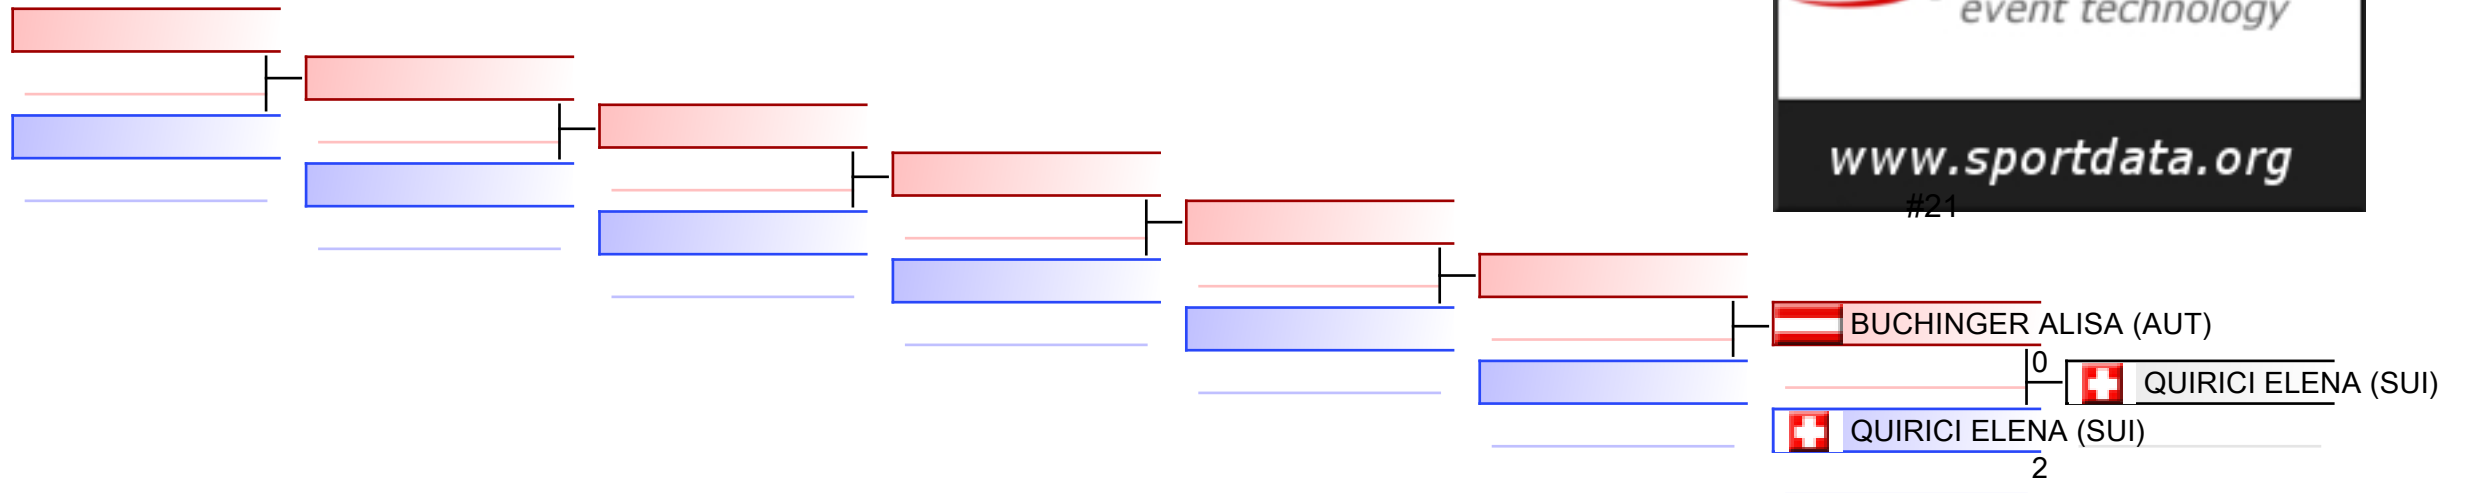 event technology
www.sportdata.org
#21
BUCHINGER ALISA (AUT)
0
QUIRICI ELENA (SUI)
QUIRICI ELENA (SUI)
2